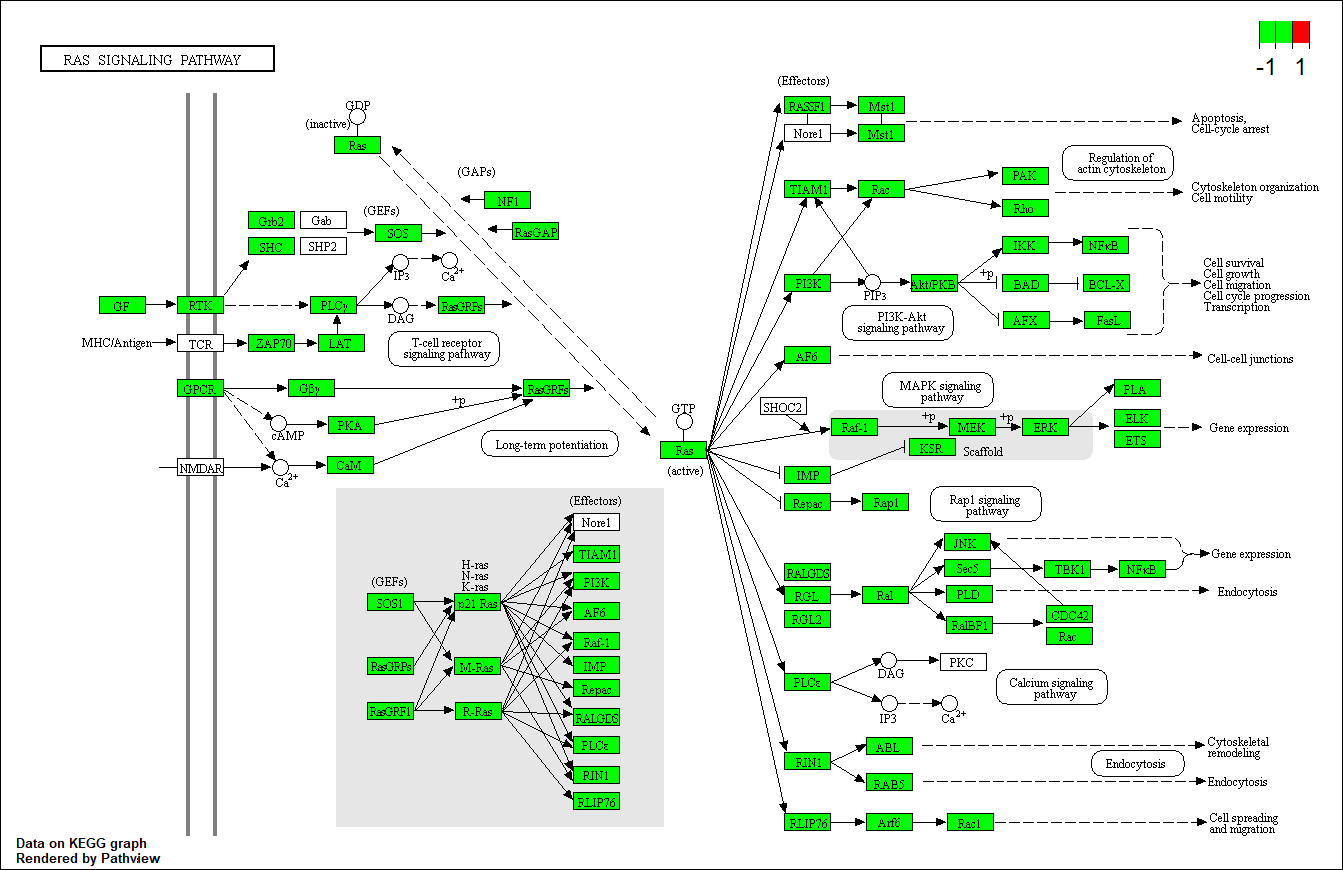 RAS SIGNALING PATHWAY
-1 1
GDP
(inactive)
Ras
(GAPs)
NF1
RasGAP
(GEFs)
Grb2
Gab
SOS
SHC
SHP2
IP3
Ca2+
GF
RTK
PLCγ
DAG
RasGRPs
MHC/Antigen
TCR
ZAP70
LAT
T-cell receptor
signaling pathway
GPCR
Gβγ
RasGRFs
+p
cAMP
PKA
Long-term potentiation
NMDAR
Ca2+
CaM
GTP
Ras
(active)
(Effectors)
RASSF1
Mst1
Nore1
Mst1
Apoptosis,
Cell-cycle arrest
Regulation of
actin cytoskeleton
TIAM1
Rac
PAK
Rho
Cytoskeleton organization
Cell motility
PI3K
PIP3
Akt/PKB
+p
IKK
NFκB
BAD
BCL-X
AFX
FasL
Cell survival
Cell growth
Cell migration
Cell cycle progression
Transcription
PI3K-Akt
signaling pathway
AF6
Cell-cell junctions
MAPK signaling
pathway
SHOC2
Raf-1
+p
MEK
+p
ERK
PLA
ELK
ETS
Gene expression
KSR
Scaffold
IMP
Repac
Rap1
Rap1 signaling
pathway
JNK
RALGDS
RGL
RGL2
Ral
Sec5
TBK1
NFκB
Gene expression
PLD
Endocytosis
RalBP1
CDC42
Rac
PLCε
DAG
PKC
IP3
Ca2+
Calcium signaling
pathway
RIN1
ABL
Cytoskeletal
remodeling
RAB5
Endocytosis
Endocytosis
RLIP76
Arf6
Rac1
Cell spreading
and migration
(Effectors)
Nore1
TIAM1
PI3K
AF6
Raf-1
IMP
Repac
RALGDS
PLCε
RIN1
RLIP76
(GEFs)
H-ras
N-ras
K-ras
SOS1
p21 Ras
RasGRPs
M-Ras
RasGRF1
R-Ras
Data on KEGG graph
Rendered by Pathview